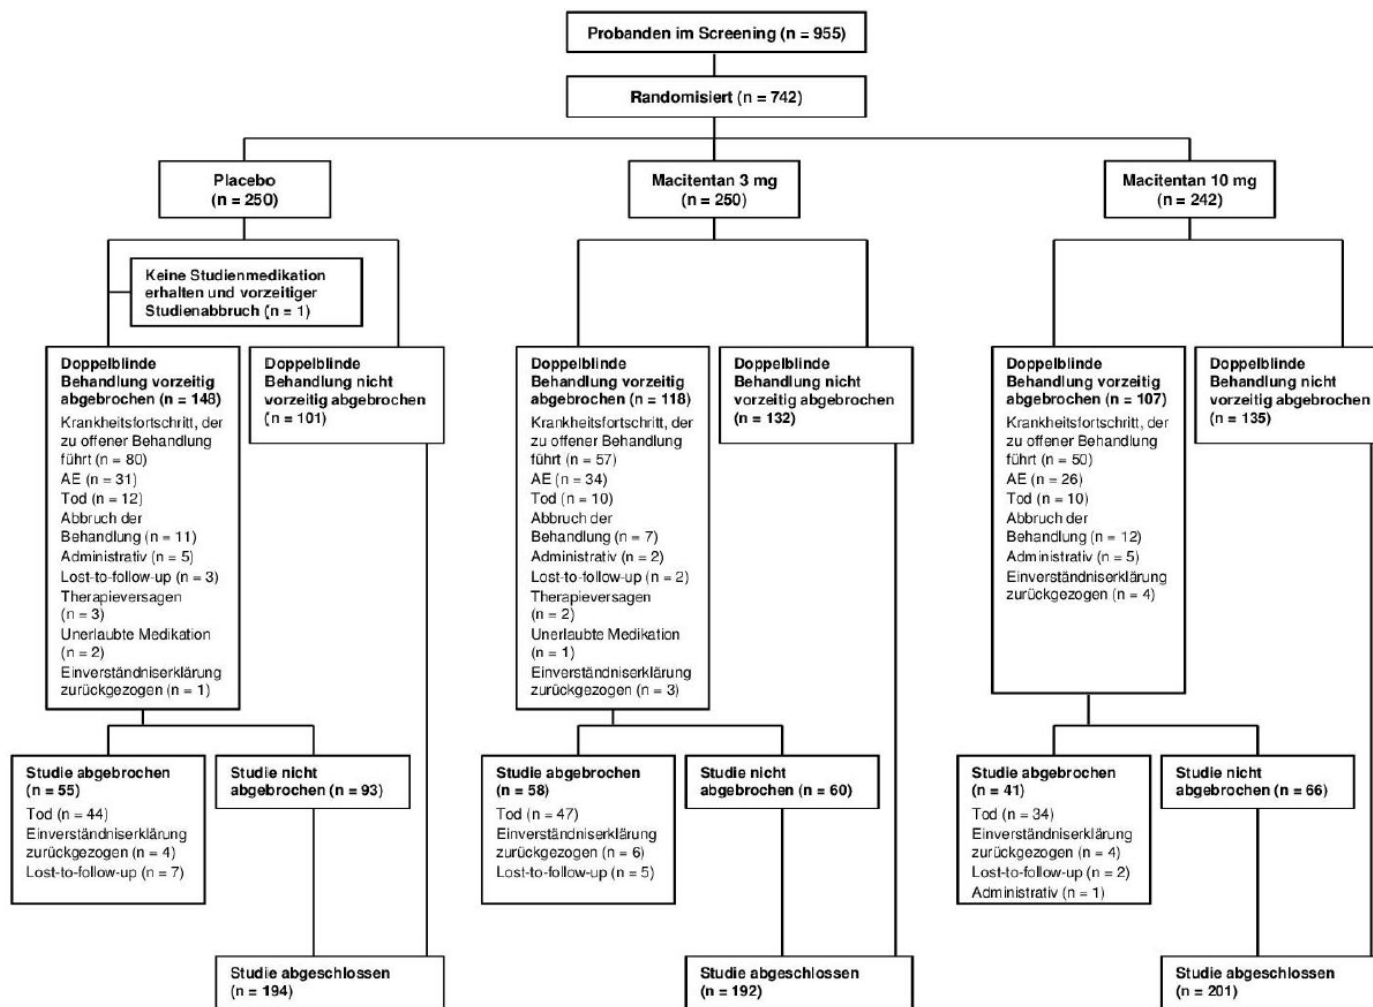 Probanden im Screening (n = 955)
Randomisiert (n = 742)
Placebo
(n = 250)
Macitentan 3 mg
(n = 250)
Macitentan 10 mg
(n = 242)
Keine Studienmedikation
erhalten und vorzeitiger
Studienabbruch (n = 1)
Doppelblinde
Behandlung vorzeitig
abgebrochen (n = 148)
Krankheitsfortschritt, der
zu offener Behandlung
führt (n = 80)
AE (n = 31)
Tod (n = 12)
Abbruch der
Behandlung (n = 11)
Administrativ (n = 5)
Lost-to-follow-up (n = 3)
Therapieversagen
(n = 3)
Unerlaubte Medikation
(n = 2)
Einverständniserklärung
zurückgezogen (n = 1)
Doppelblinde
Behandlung nicht
vorzeitig abgebrochen
(n = 101)
Doppelblinde
Behandlung vorzeitig
abgebrochen (n = 118)
Krankheitsfortschritt, der
zu offener Behandlung
führt (n = 57)
AE (n = 34)
Tod (n = 10)
Abbruch der
Behandlung (n = 7)
Administrativ (n = 2)
Lost-to-follow-up (n = 2)
Therapieversagen
(n = 2)
Unerlaubte Medikation
(n = 1)
Einverständniserklärung
zurückgezogen (n = 3)
Doppelblinde
Behandlung nicht
vorzeitig abgebrochen
(n = 132)
Doppelblinde
Behandlung vorzeitig
abgebrochen (n = 107)
Krankheitsfortschritt, der
zu offener Behandlung
führt (n = 50)
AE (n = 26)
Tod (n = 10)
Abbruch der
Behandlung (n = 12)
Administrativ (n = 5)
Einverständniserklärung
zurückgezogen (n = 4)
Doppelblinde
Behandlung nicht
vorzeitig abgebrochen
(n = 135)
Studie abgebrochen
(n = 55)
Tod (n = 44)
Einverständniserklärung
zurückgezogen (n = 4)
Lost-to-follow-up (n = 7)
Studie nicht
abgebrochen (n = 93)
Studie abgebrochen
(n = 58)
Tod (n = 47)
Einverständniserklärung
zurückgezogen (n = 6)
Lost-to-follow-up (n = 5)
Studie nicht
abgebrochen (n = 60)
Studie abgebrochen
(n = 41)
Tod (n = 34)
Einverständniserklärung
zurückgezogen (n = 4)
Lost-to-follow-up (n = 2)
Administrativ (n = 1)
Studie nicht
abgebrochen (n = 66)
Studie abgeschlossen
(n = 194)
Studie abgeschlossen
(n = 192)
Studie abgeschlossen
(n = 201)